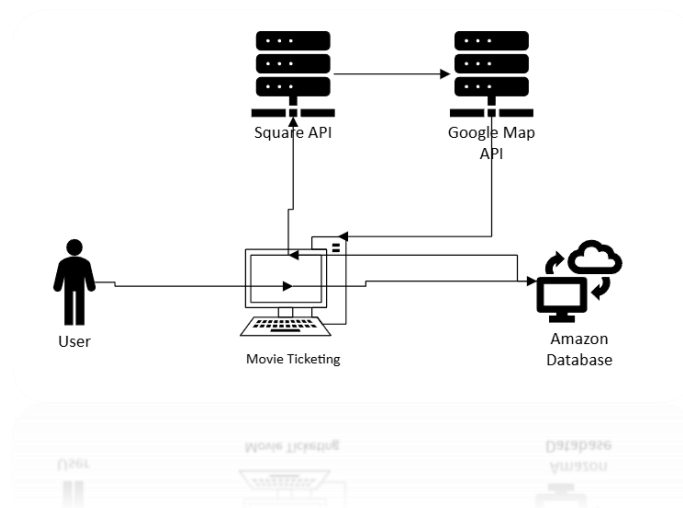 Square API
Google Map
API
User
Movie Ticketing
Amazon
Database